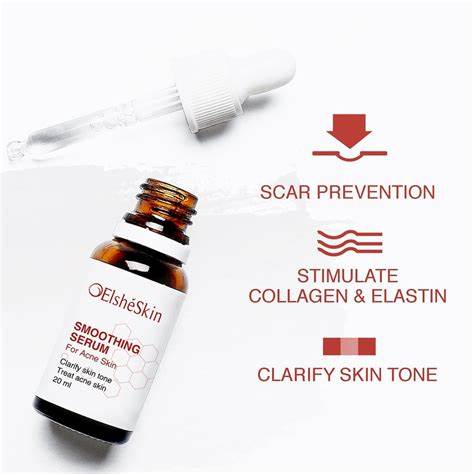 SCAR PREVENTION
STIMULATE
COLLAGEN & ELASTIN
CLARIFY SKIN TONE
ElshéSkin
SMOOTHING
SERUM
For Acne Skin
Clarify skin tone
Treat acne skin
20 ml